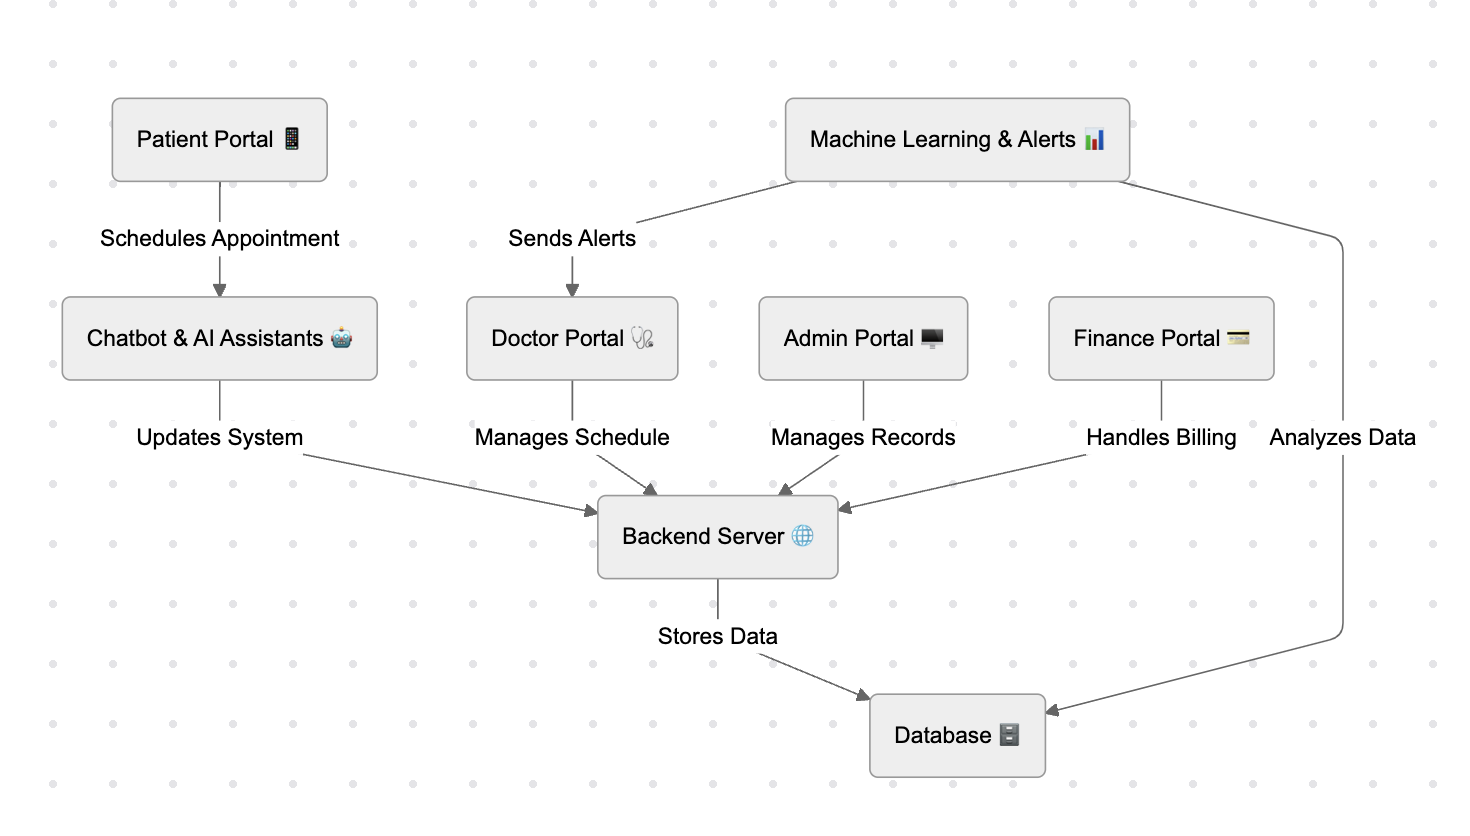 Patient Portal 📱
Machine Learning & Alerts 📊
Schedules Appointment
Sends Alerts
Chatbot & AI Assistants 🤖
Doctor Portal 🩺
Admin Portal 🖥️
Finance Portal 💳
Updates System
Manages Schedule
Manages Records
Handles Billing
Analyzes Data
Backend Server 🌐
Stores Data
Database 🗄️